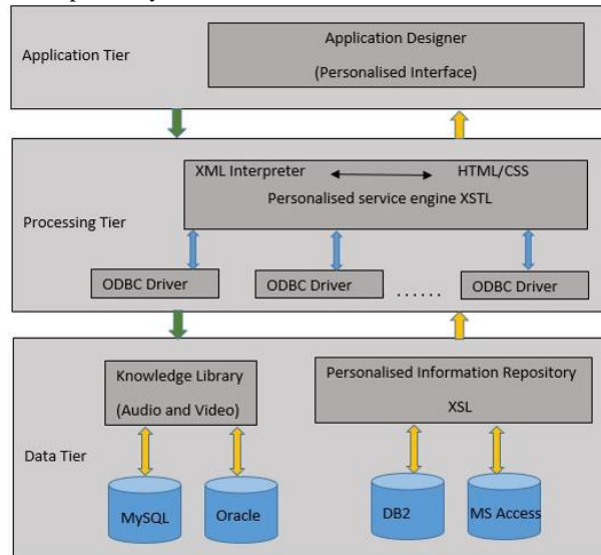 Application Tier
Application Designer
(Personalised Interface)
XML Interpreter HTML/CSS
Personalised service engine XSTL
Processing Tier
ODBC Driver ODBC Driver ...... ODBC Driver
Knowledge Library
(Audio and Video)
Personalised Information Repository
XSL
Data Tier
MySQL Oracle DB2 MS Access